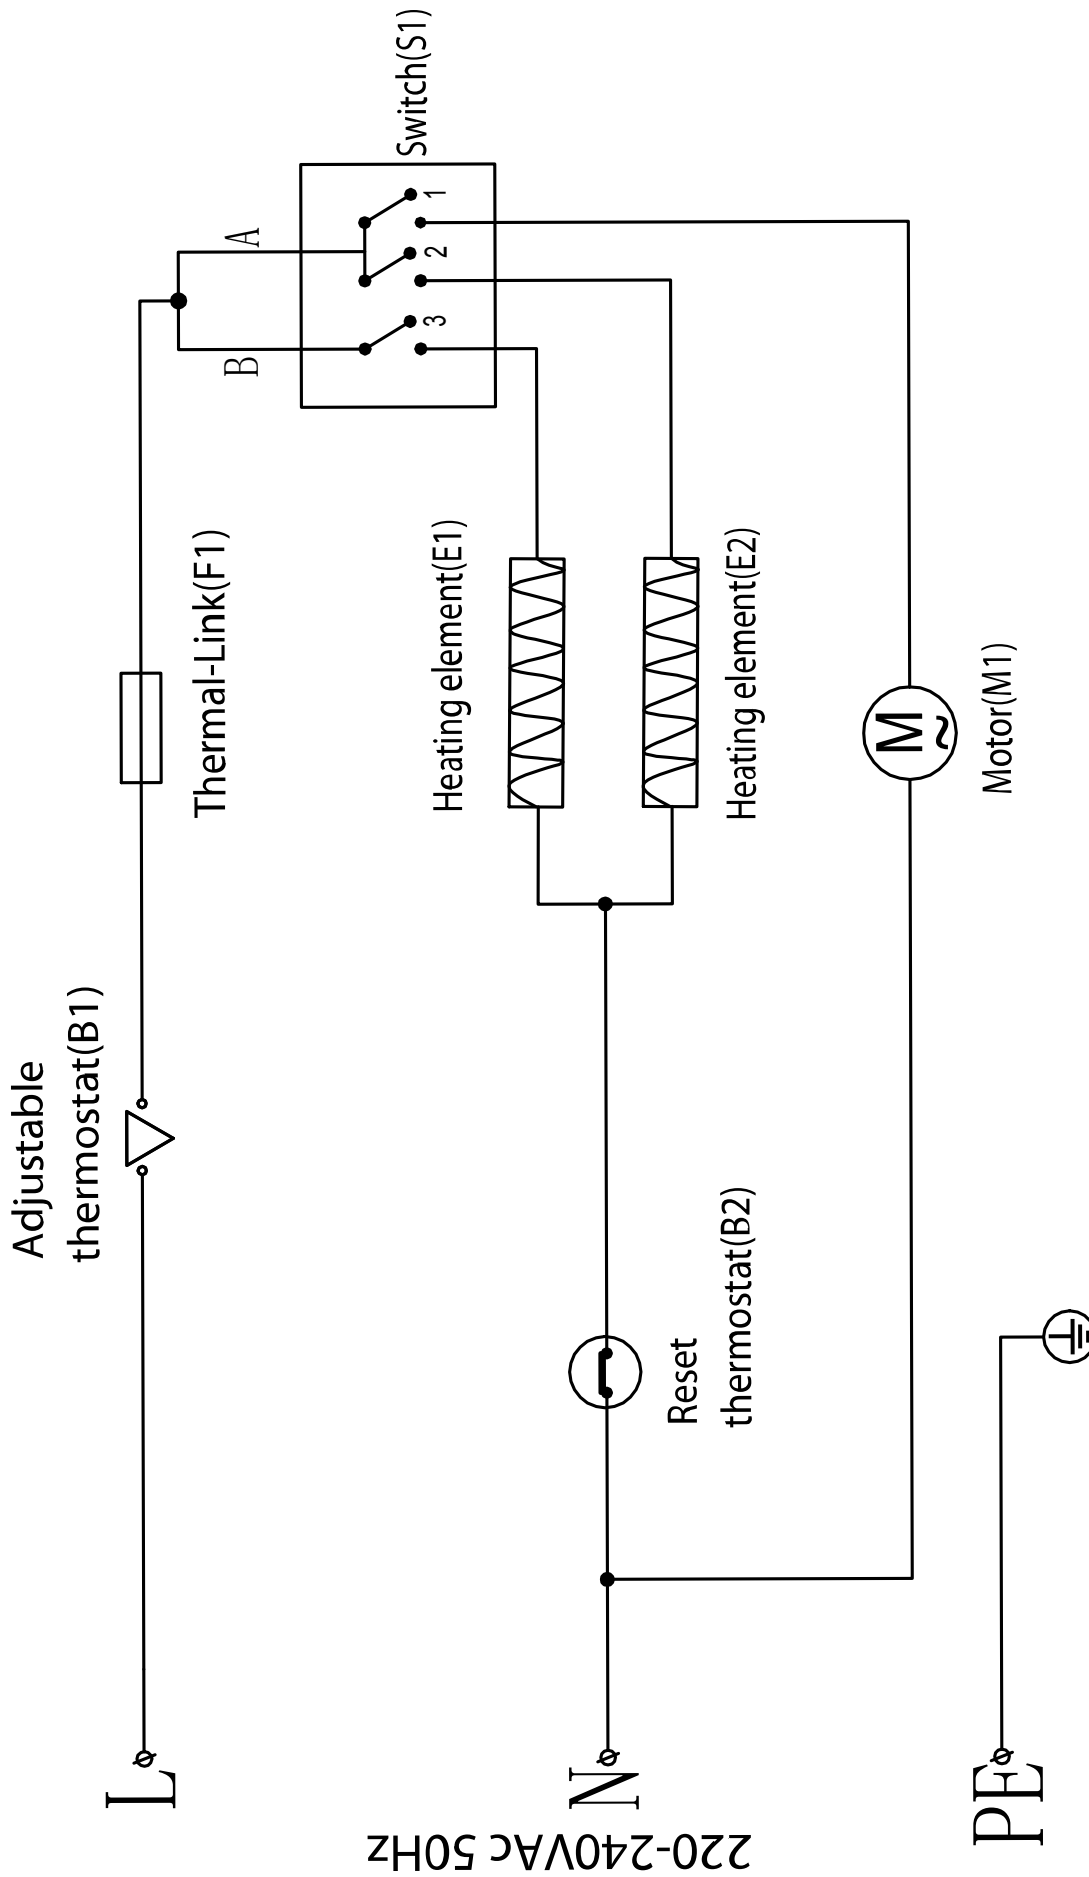 Adjustable
thermostat(B1)
Thermal-Link(F1)
A
B
Switch(S1)
1
2
3
Heating element(E1)
Heating element(E2)
Reset
thermostat(B2)
M
~
Motor(M1)
L
N
PE
220-240VAc 50Hz